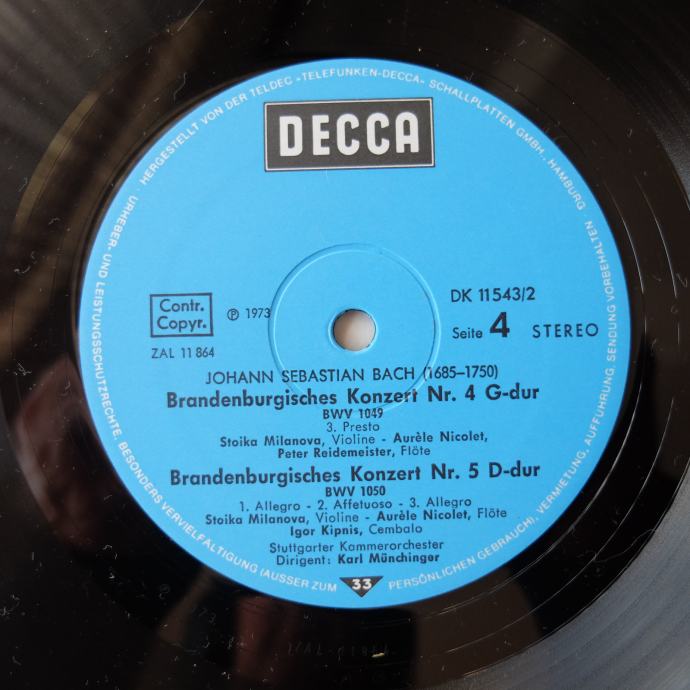 · HERGESTELLT VON DER TELDEC »TELEFUNKEN-DECCA« SCHALLPLATTEN GMBH., HAMBURG ·
URHEBER- UND LEISTUNGSSCHUTZRECHTE, BESONDERS VERVIELFÄLTIGUNG (AUSSER ZUM PERSÖNLICHEN GEBRAUCH), VERMIETUNG, AUFFÜHRUNG, SENDUNG VORBEHALTEN.
DECCA
Contr. Copyr.
℗ 1973
DK 11543/2
Seite 4 STEREO
ZAL 11 864
JOHANN SEBASTIAN BACH (1685–1750)
Brandenburgisches Konzert Nr. 4 G-dur
BWV 1049
3. Presto
Stoika Milanova, Violine - Aurèle Nicolet,
Peter Reidemeister, Flöte
Brandenburgisches Konzert Nr. 5 D-dur
BWV 1050
1. Allegro - 2. Affetuoso - 3. Allegro
Stoika Milanova, Violine - Aurèle Nicolet, Flöte
Igor Kipnis, Cembalo
Stuttgarter Kammerorchester
Dirigent: Karl Münchinger
33